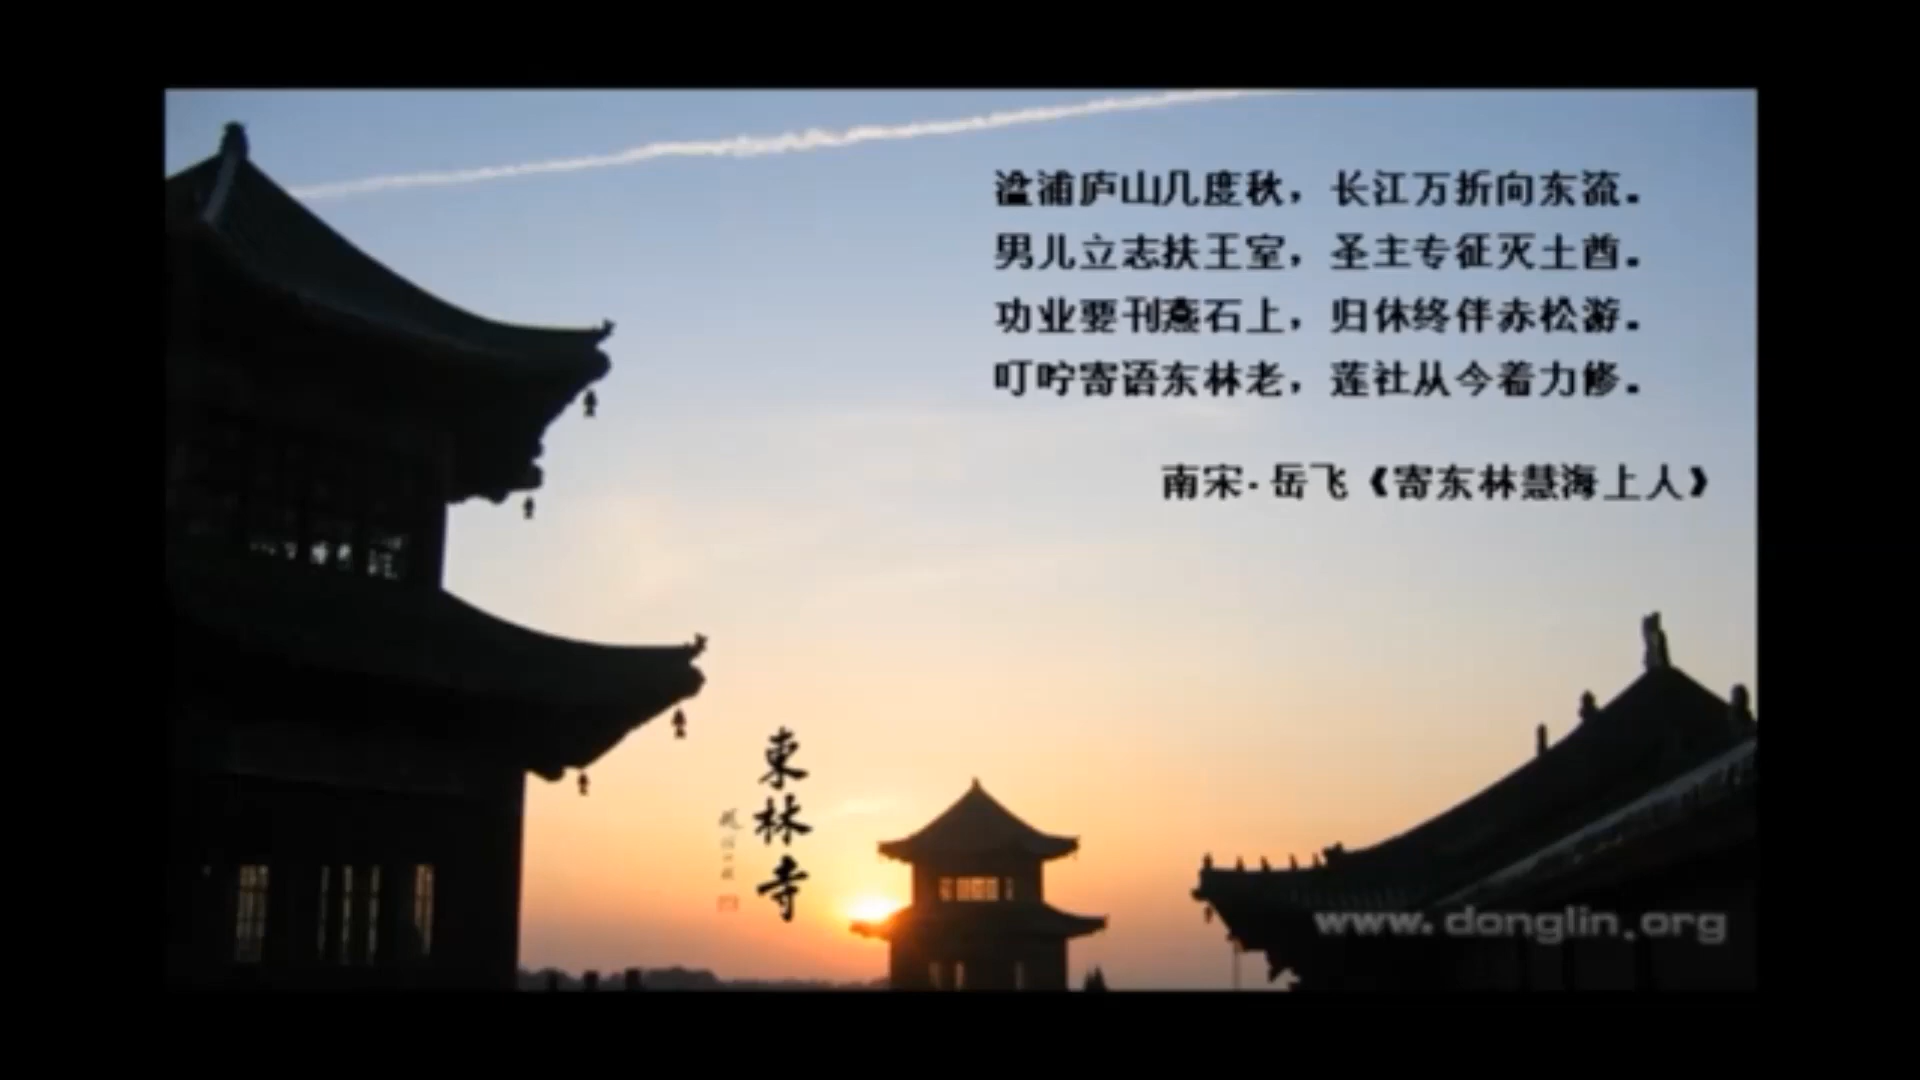 湓浦庐山几度秋，长江万折向东流。
男儿立志扶王室，圣主专征灭土酋。
功业要刊燕石上，归休终伴赤松游。
叮咛寄语东林老，莲社从今着力修。
南宋·岳飞《寄东林慧海上人》
東林寺
www.donglin.org